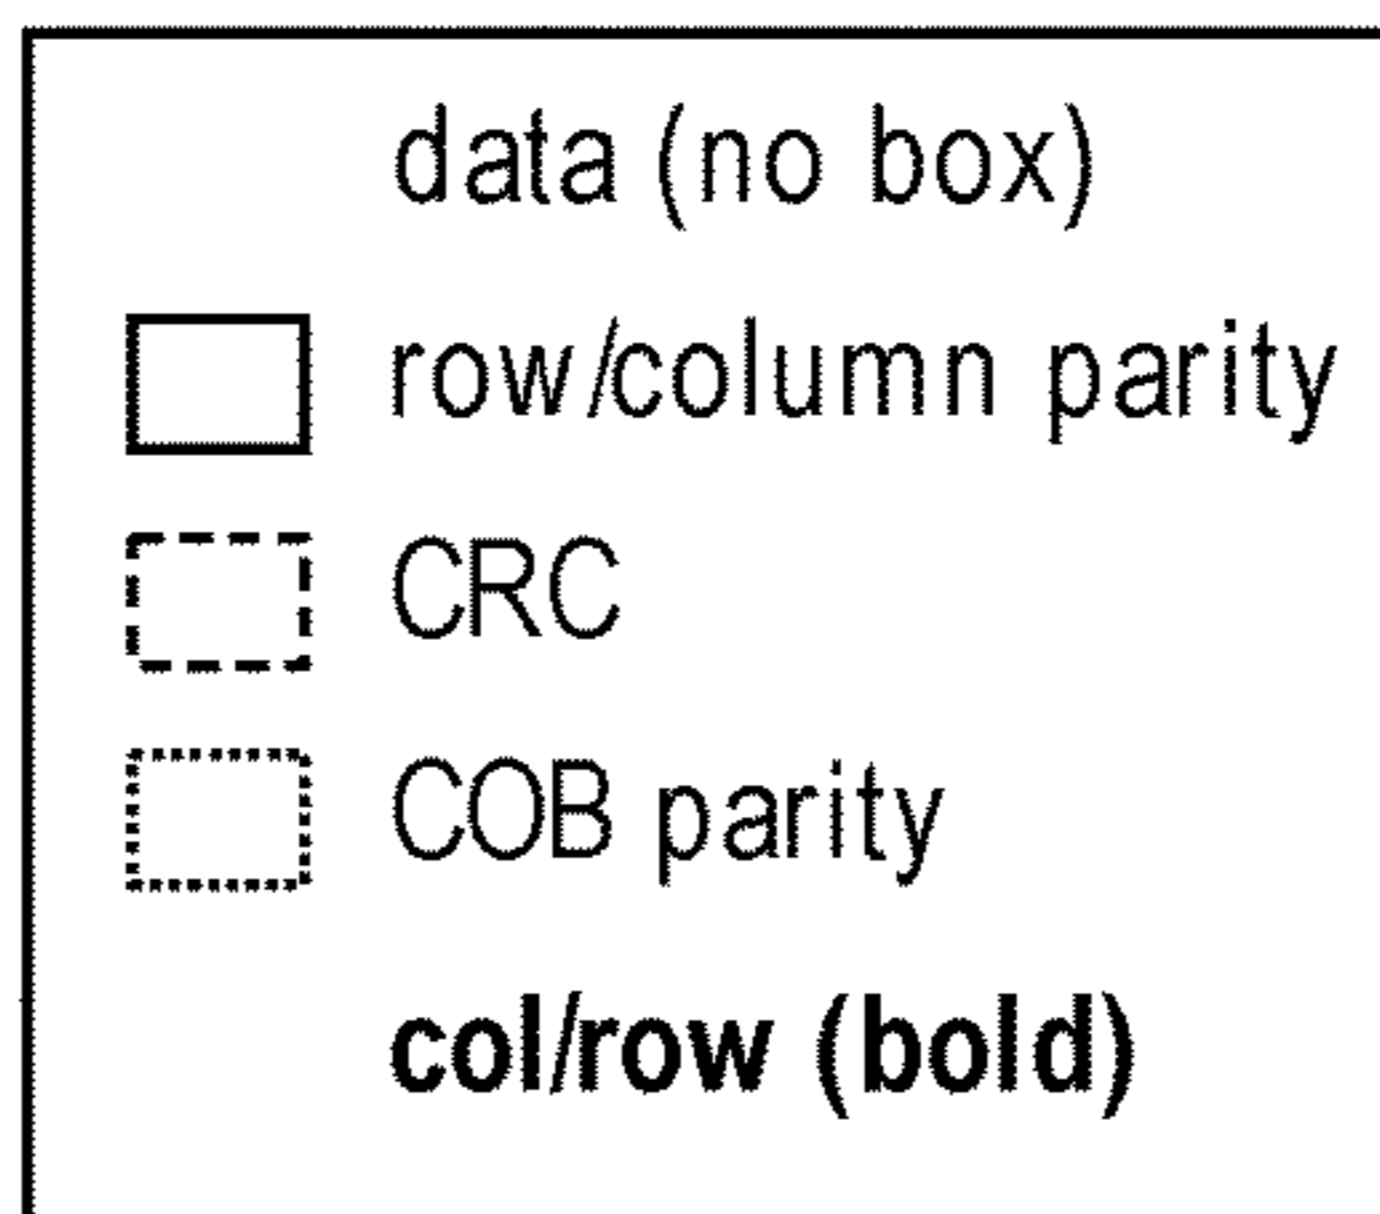 data (no box)
row/column parity
CRC
COB parity
col/row (bold)